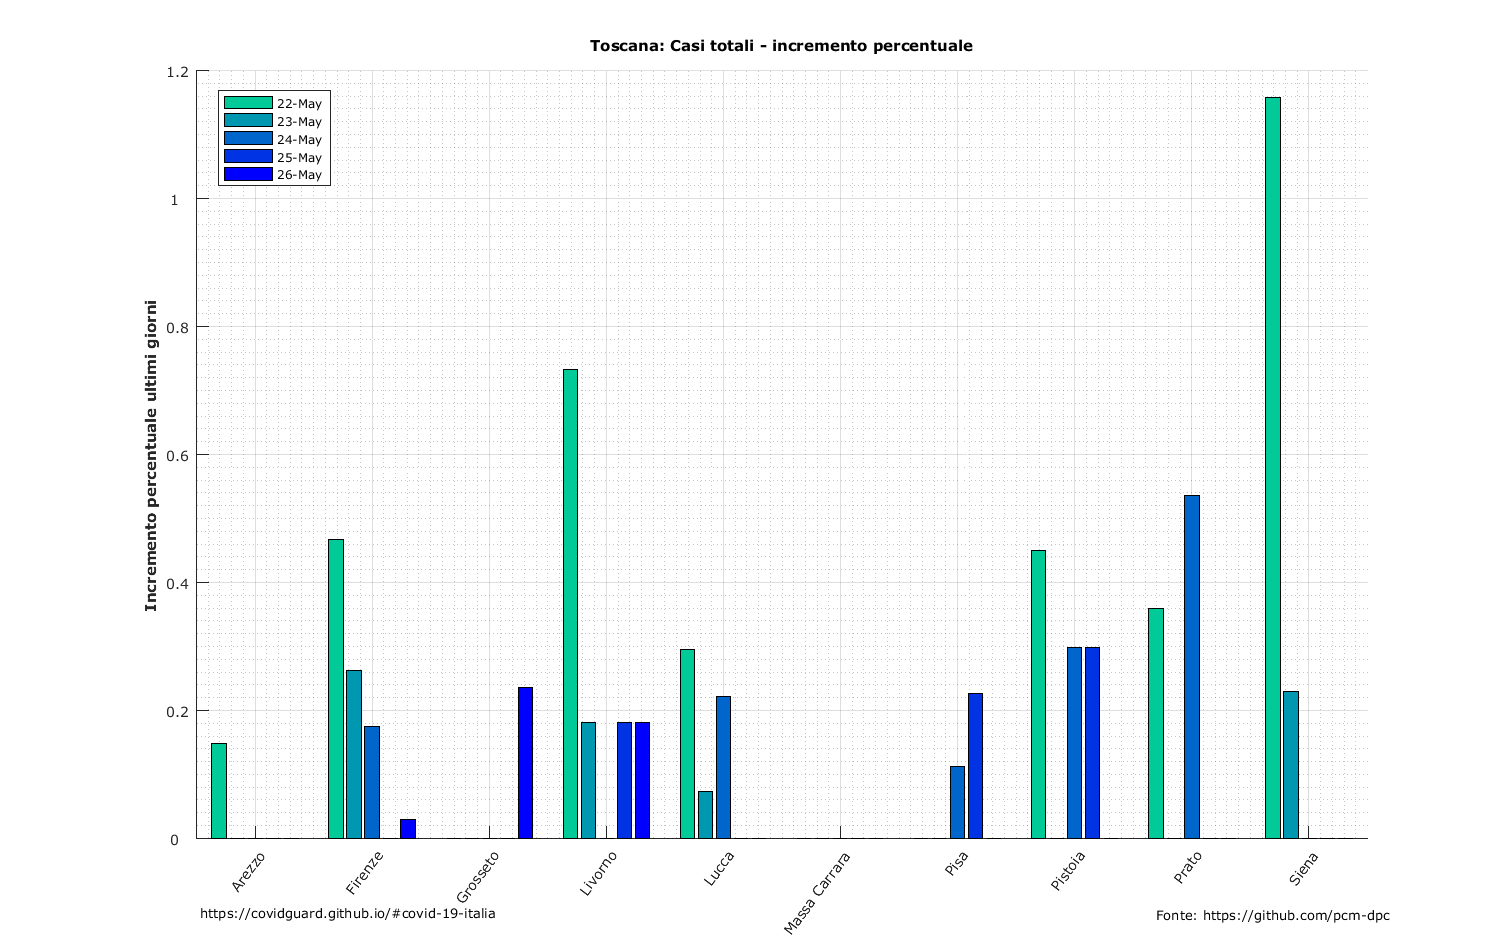 Toscana: Casi totali - incremento percentuale
Incremento percentuale ultimi giorni
1.2
1
0.8
0.6
0.4
0.2
0
22-May
23-May
24-May
25-May
26-May
Arezzo
Firenze
Grosseto
Livorno
Lucca
Massa Carrara
Pisa
Pistoia
Prato
Siena
https://covidguard.github.io/#covid-19-italia
Fonte: https://github.com/pcm-dpc